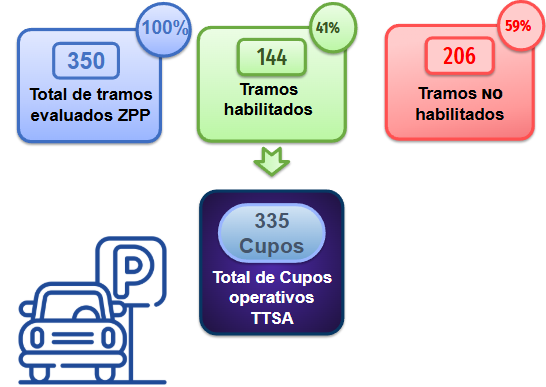 100%
350
Total de tramos
evaluados ZPP
41%
144
Tramos
habilitados
59%
206
Tramos NO
habilitados
335
Cupos
Total de Cupos
operativos
TTSA
P